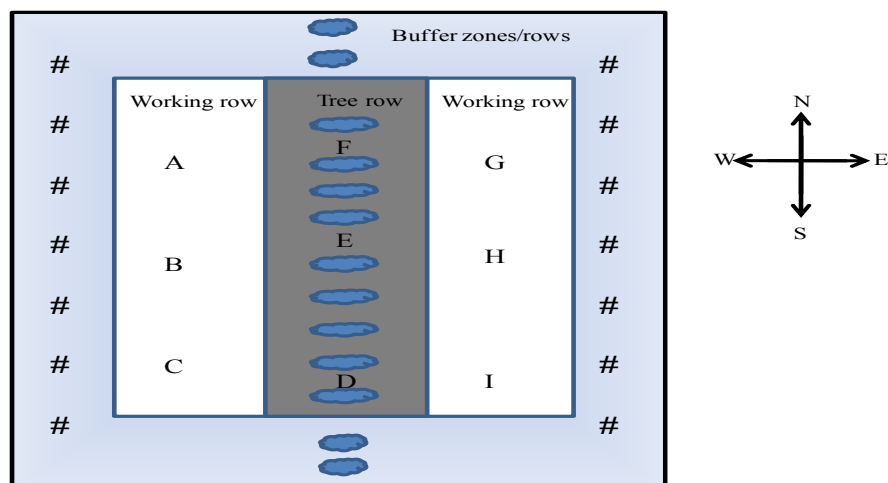 Buffer zones/rows
# #
Working row Tree row Working row
N
# #
F
A G
W E
# #
S
E
# #
H
B
# #
# #
C I
D
# #